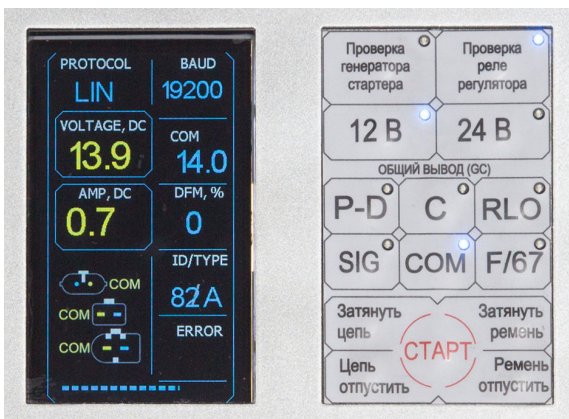 PROTOCOL
BAUD
LIN
19200
VOLTAGE, DC
COM
13.9
14.0
AMP, DC
DFM, %
0.7
0
ID/TYPE
COM
82/A
COM
ERROR
COM
Проверка
генератора
стартера
Проверка
реле
регулятора
12 В
24 В
ОБЩИЙ ВЫВОД (GC)
P-D
C
RLO
SIG
COM
F/67
Затянуть
цепь
Затянуть
ремень
СТАРТ
Цепь
отпустить
Ремень
отпустить